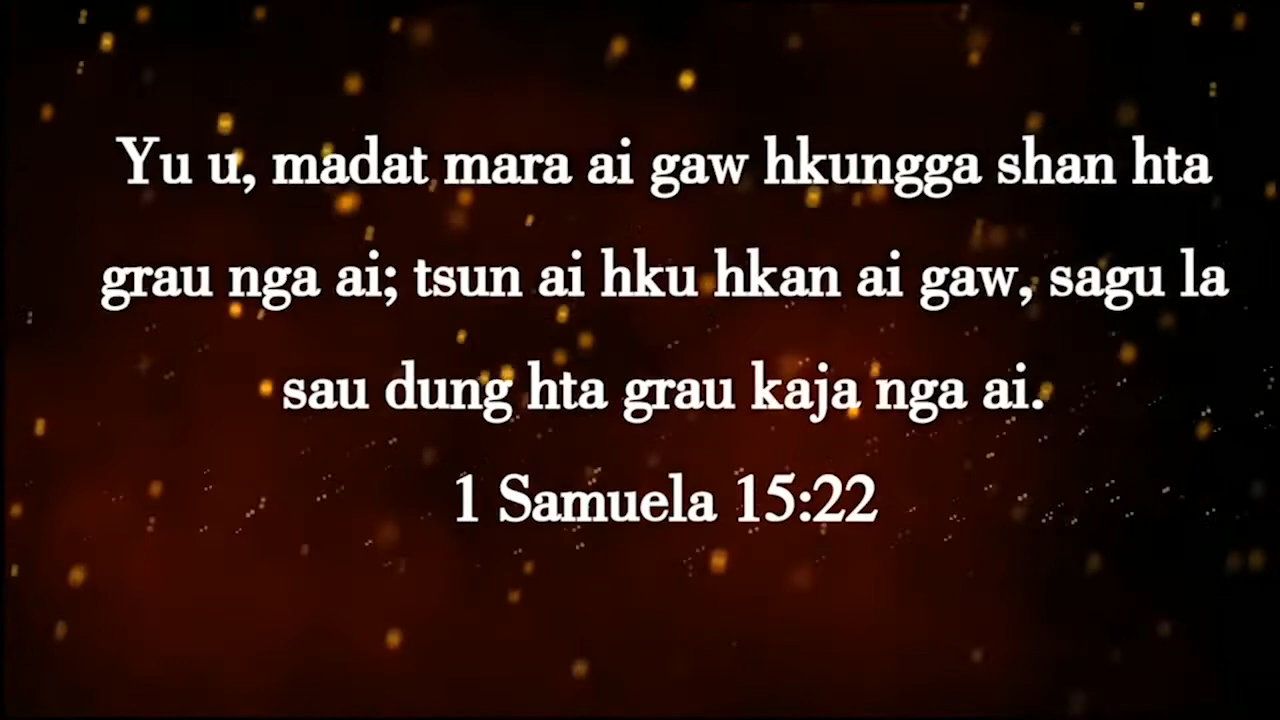 Yu u, madat mara ai gaw hkungga shan hta
grau nga ai; tsun ai hku hkan ai gaw, sagu la
sau dung hta grau kaja nga ai.
1 Samuela 15:22